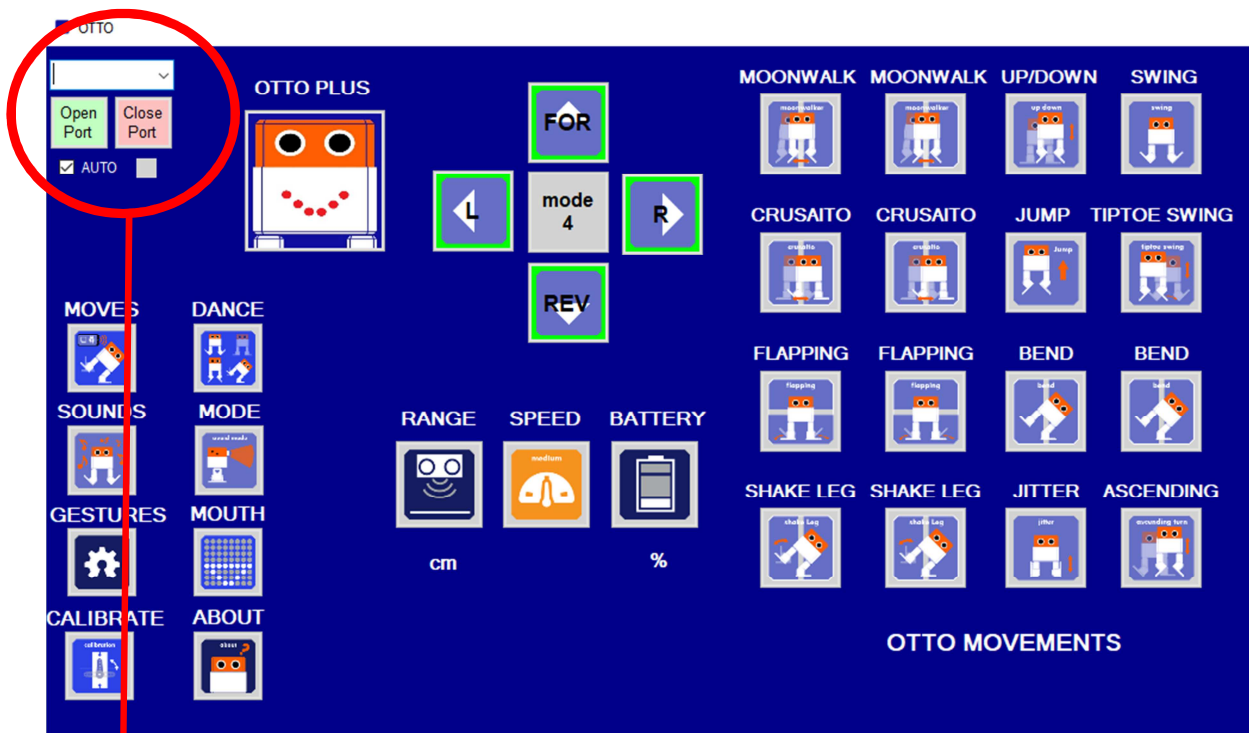 OTTO
Open Port
Close Port
AUTO
OTTO PLUS
FOR
L
mode 4
R
REV
MOVES
DANCE
SOUNDS
MODE
GESTURES
MOUTH
CALIBRATE
calibration
ABOUT
about
RANGE
SPEED
medium
BATTERY
cm
%
MOONWALK
MOONWALK
UP/DOWN
SWING
moonwalker
moonwalker
up down
swing
CRUSAITO
CRUSAITO
JUMP
TIPTOE SWING
crusaito
crusaito
Jump
tiptoe swing
FLAPPING
FLAPPING
BEND
BEND
flapping
flapping
bend
bend
SHAKE LEG
SHAKE LEG
JITTER
ASCENDING
shake Leg
shake Leg
jitter
ascending turn
OTTO MOVEMENTS